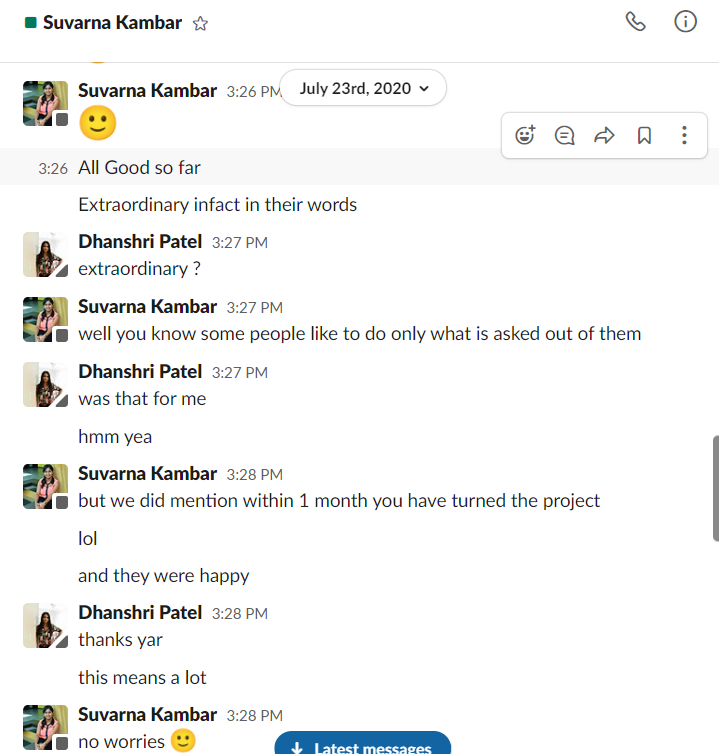 Suvarna Kambar
Suvarna Kambar 3:26 PM
July 23rd, 2020
3:26 All Good so far
Extraordinary infact in their words
Dhanshri Patel 3:27 PM
extraordinary ?
Suvarna Kambar 3:27 PM
well you know some people like to do only what is asked out of them
Dhanshri Patel 3:27 PM
was that for me
hmm yea
Suvarna Kambar 3:28 PM
but we did mention within 1 month you have turned the project
lol
and they were happy
Dhanshri Patel 3:28 PM
thanks yar
this means a lot
Suvarna Kambar 3:28 PM
no worries
Latest messages